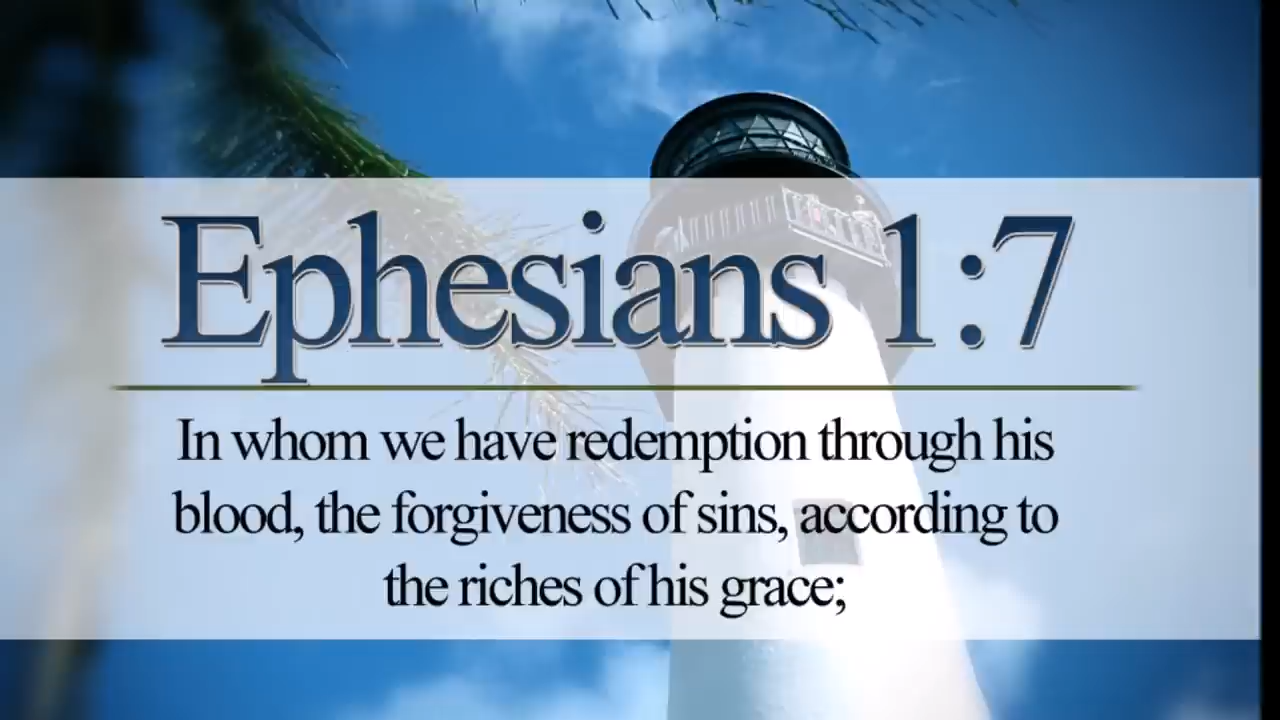 Ephesians 1:7
In whom we have redemption through his
blood, the forgiveness of sins, according to
the riches of his grace;